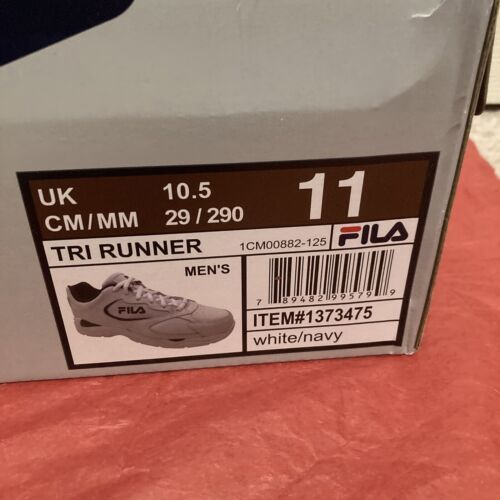 UK 10.5
CM/MM 29/290
11
TRI RUNNER
1CM00882-125
FILA
MEN'S
FILA
7 89482 99579 9
ITEM#1373475
white/navy